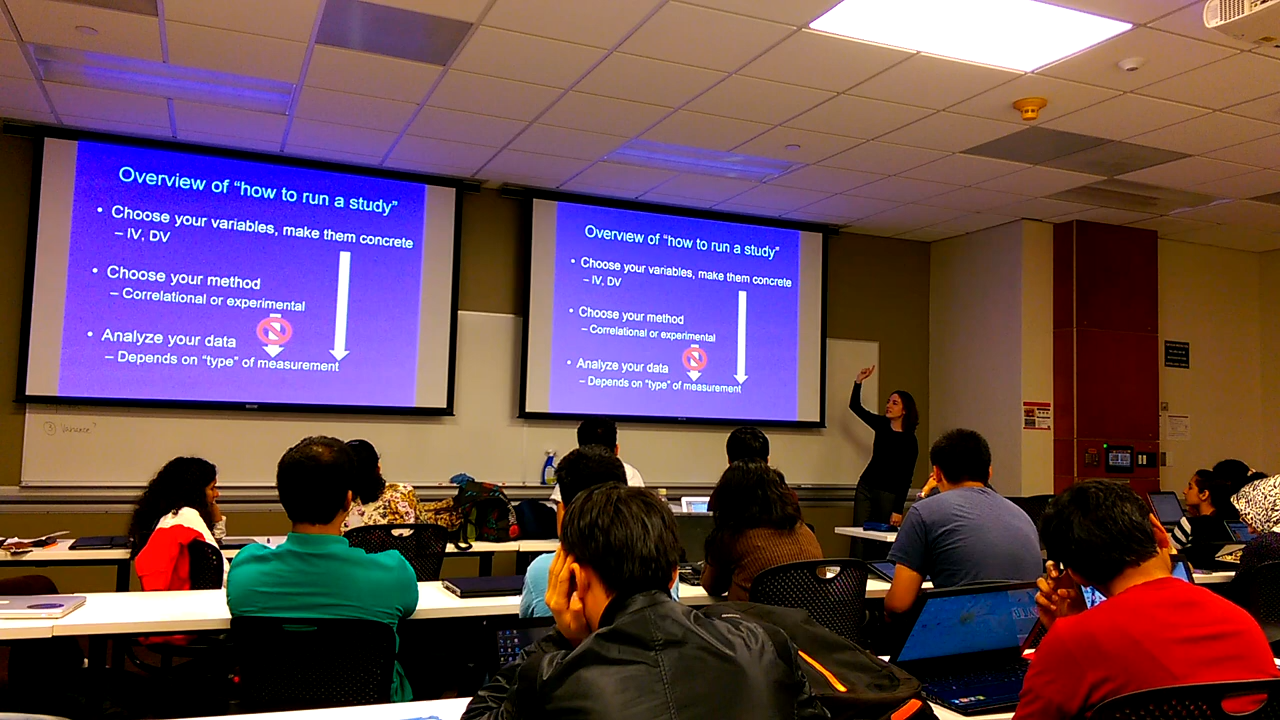 Overview of “how to run a study”
• Choose your variables, make them concrete
– IV, DV
• Choose your method
– Correlational or experimental
• Analyze your data
– Depends on “type” of measurement
Overview of “how to run a study”
• Choose your variables, make them concrete
– IV, DV
• Choose your method
– Correlational or experimental
• Analyze your data
– Depends on “type” of measurement
③ "Variance"